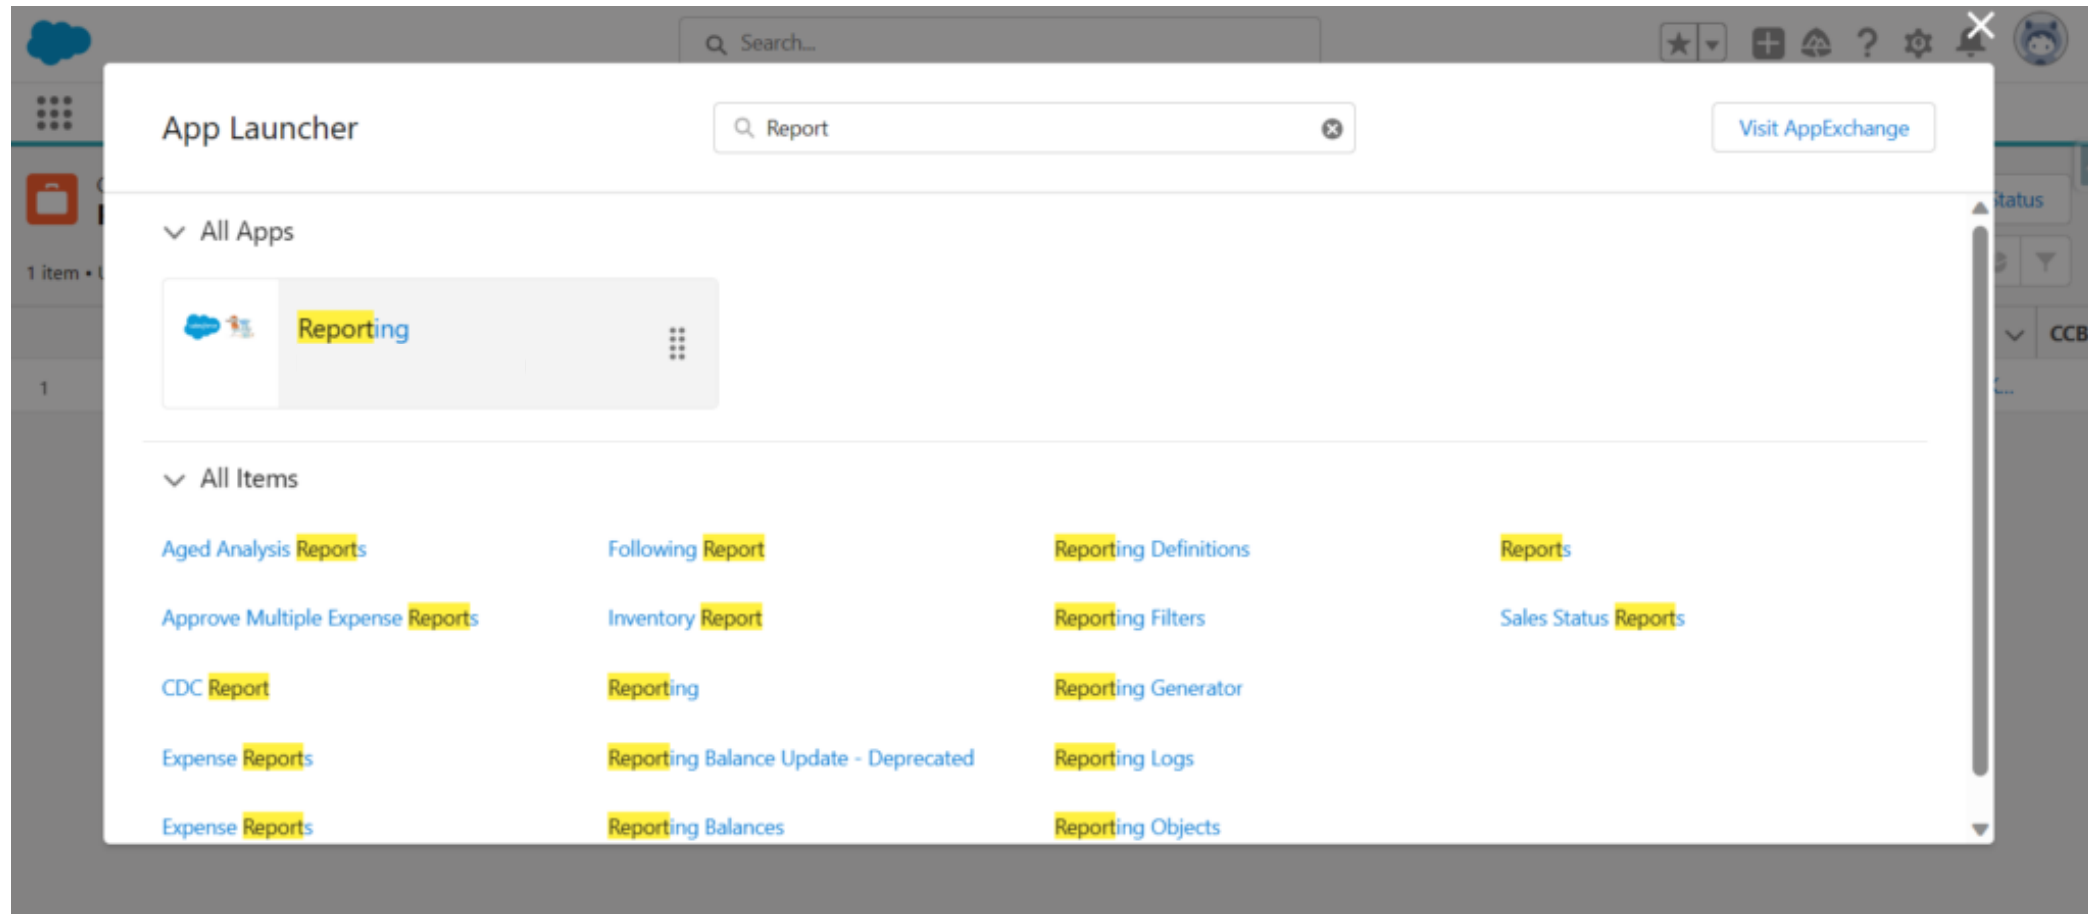 Search...
App Launcher
Report
Visit AppExchange
Status
All Apps
1 item •
Reporting
CCB
1
All Items
Aged Analysis Reports
Following Report
Reporting Definitions
Reports
Approve Multiple Expense Reports
Inventory Report
Reporting Filters
Sales Status Reports
CDC Report
Reporting
Reporting Generator
Expense Reports
Reporting Balance Update - Deprecated
Reporting Logs
Expense Reports
Reporting Balances
Reporting Objects